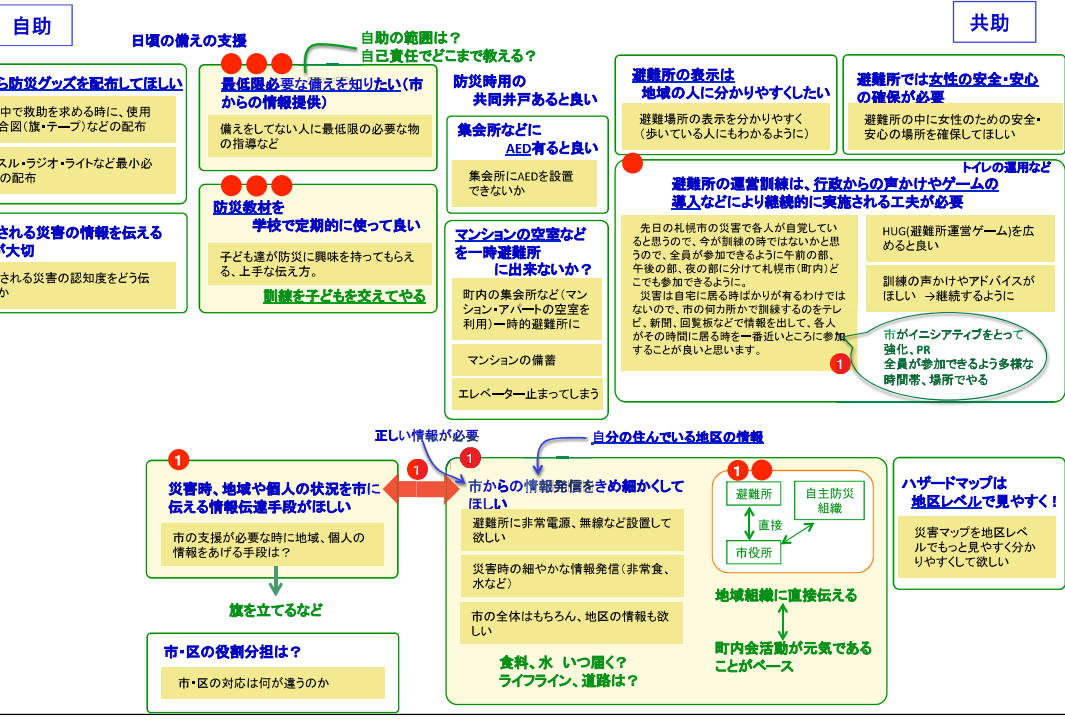 自助
共助
日頃の備えの支援
自助の範囲は？
自己責任でどこまで教える？
ら防災グッズを配布してほしい
中で救助を求める時に、使用
合図(旗・テープ)などの配布
スル・ラジオ・ライトなど最小必
の配布
される災害の情報を伝える
が大切
される災害の認知度をどう伝
か
最低限必要な備えを知りたい(市
からの情報提供)
備えをしてない人に最低限の必要な物
の指導など
防災教材を
学校で定期的に使って良い
子ども達が防災に興味を持ってもらえ
る、上手な伝え方。
訓練を子どもを交えてやる
防災時用の
共同井戸あると良い
集会所などに
AED有ると良い
集会所にAEDを設置
できないか
マンションの空室など
を一時避難所
に出来ないか？
町内の集会所など(マン
ション・アパートの空室を
利用)一時的避難所に
マンションの備蓄
エレベーター止まってしまう
避難所の表示は
地域の人に分かりやすくしたい
避難場所の表示を分かりやすく
(歩いている人にもわかるように)
避難所では女性の安全・安心
の確保が必要
避難所の中に女性のための安全・
安心の場所を確保してほしい
トイレの運用など
避難所の運営訓練は、行政からの声かけやゲームの
導入などにより継続的に実施される工夫が必要
先日の札幌市の災害で各人が自覚してい
ると思うので、今が訓練の時ではないかと思
うので、全員が参加できるように午前の部、
午後の部、夜の部に分けて札幌市(町内)ど
こでも参加できるように。
災害は自宅に居る時ばかりが有るわけでは
ないので、市の何カ所かで訓練するのをテレ
ビ、新聞、回覧板などで情報を出して、各人
がその時間に居る時を一番近いところに参加
することが良いと思います。
HUG(避難所運営ゲーム)を広
めると良い
訓練の声かけやアドバイスが
ほしい →継続するように
1
市がイニシアティブをとって
強化、PR
全員が参加できるよう多様な
時間帯、場所でやる
正しい情報が必要
自分の住んでいる地区の情報
1
災害時、地域や個人の状況を市に
伝える情報伝達手段がほしい
市の支援が必要な時に地域、個人の
情報をあげる手段は？
旗を立てるなど
1
1
市からの情報発信をきめ細かくして
ほしい
避難所に非常電源、無線など設置して
欲しい
災害時の細やかな情報発信(非常食、
水など)
市の全体はもちろん、地区の情報も欲
しい
食料、水 いつ届く？
ライフライン、道路は？
1
避難所
自主防災
組織
直接
市役所
地域組織に直接伝える
町内会活動が元気である
ことがベース
ハザードマップは
地区レベルで見やすく！
災害マップを地区レベ
ルでもっと見やすく分か
りやすくして欲しい
市・区の役割分担は？
市・区の対応は何が違うのか